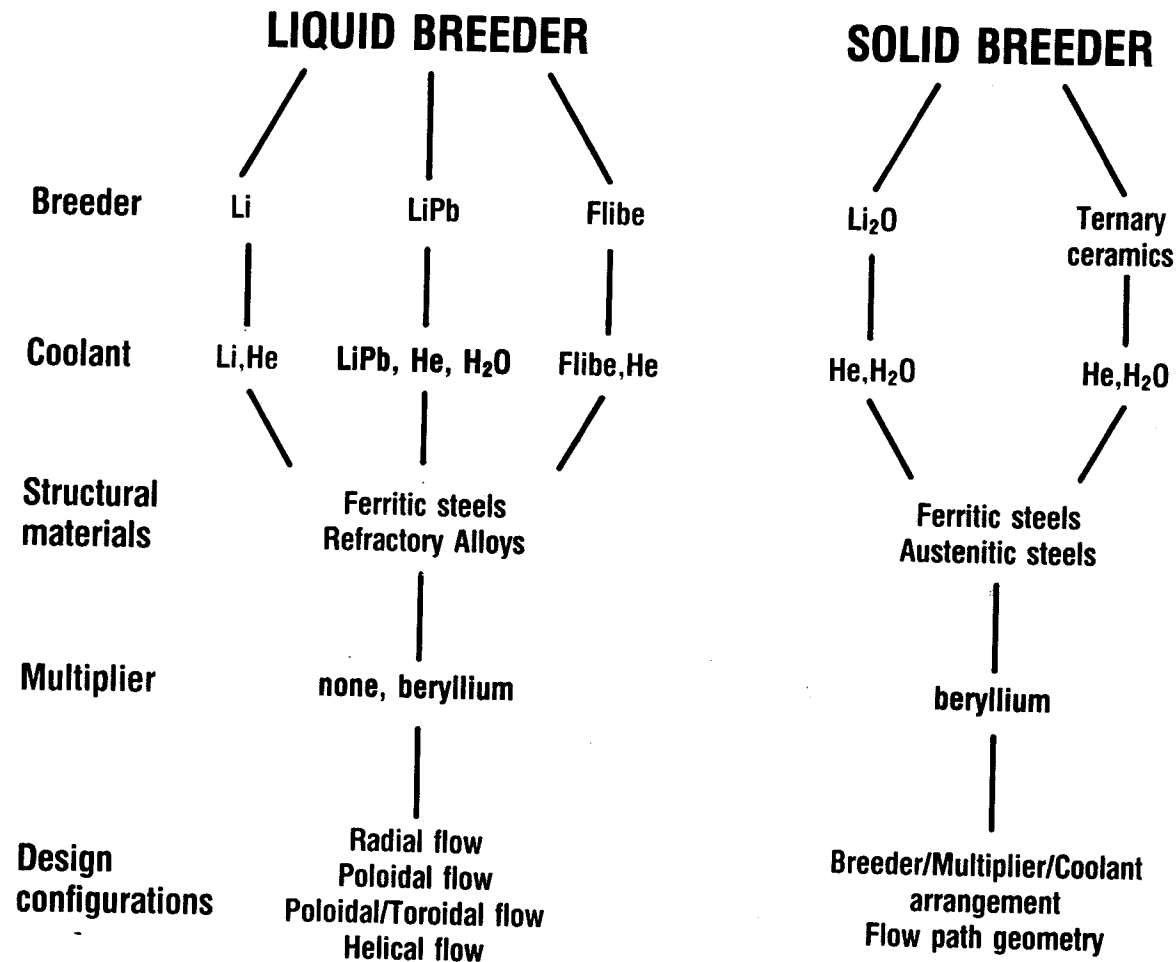 LIQUID BREEDER
SOLID BREEDER
Breeder
Li
LiPb
Flibe
Li₂O
Ternary
ceramics
Coolant
Li,He
LiPb, He, H₂O
Flibe,He
He,H₂O
He,H₂O
Structural
materials
Ferritic steels
Refractory Alloys
Ferritic steels
Austenitic steels
Multiplier
none, beryllium
beryllium
Design
configurations
Radial flow
Poloidal flow
Poloidal/Toroidal flow
Helical flow
Breeder/Multiplier/Coolant
arrangement
Flow path geometry